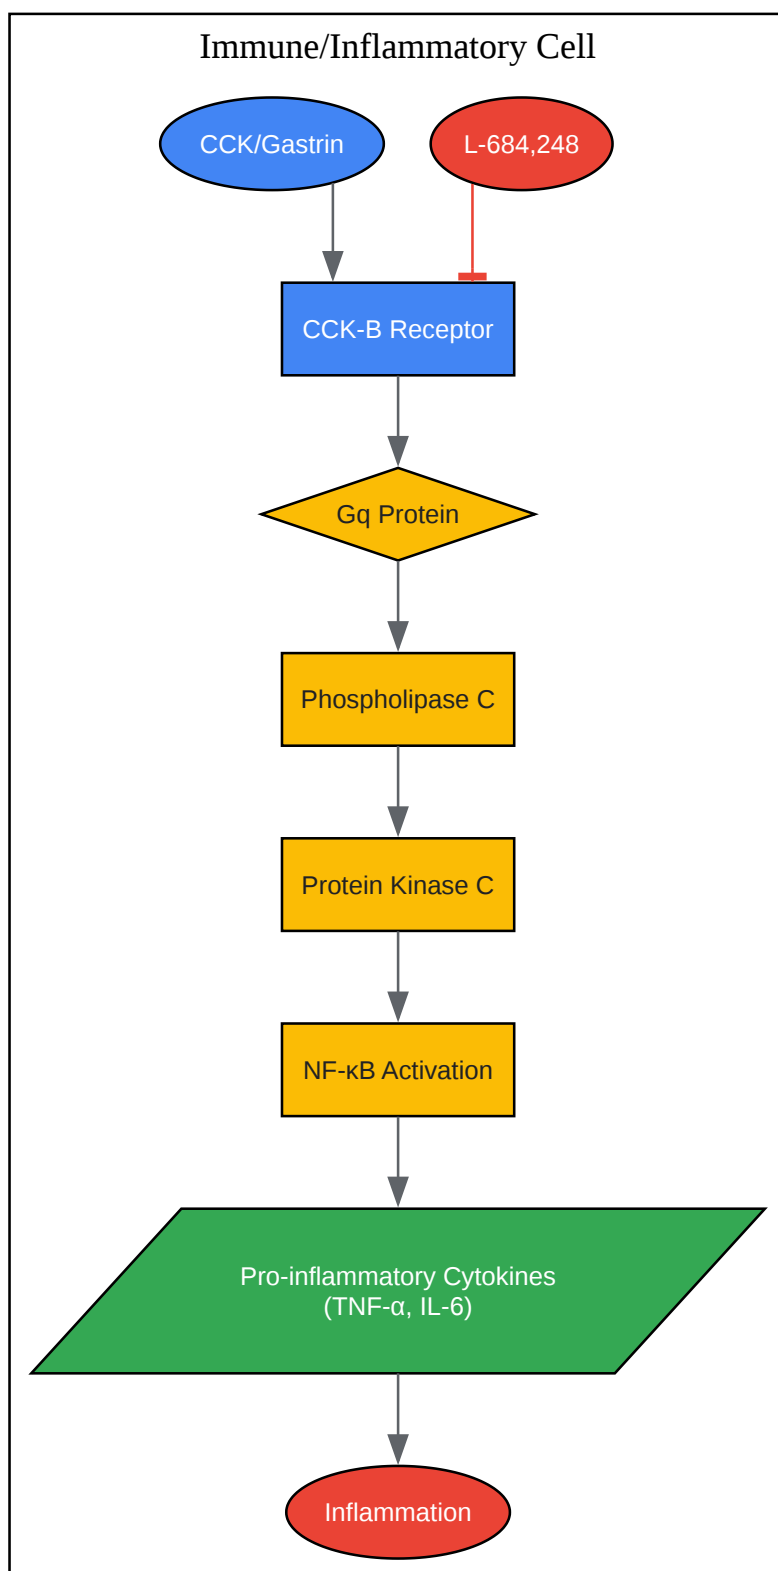 Immune/Inflammatory Cell
CCK/Gastrin
L-684,248
CCK-B Receptor
Gq Protein
Phospholipase C
Protein Kinase C
NF-κB Activation
Pro-inflammatory Cytokines
(TNF-α, IL-6)
Inflammation